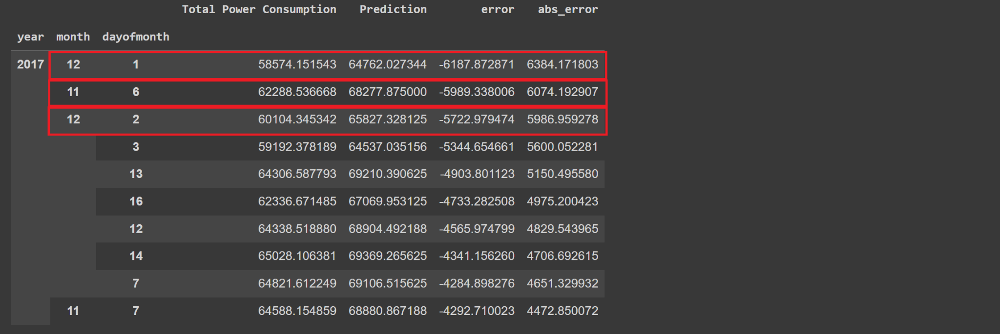 Total Power Consumption Prediction error abs_error
year month dayofmonth
2017 12 1 58574.151543 64762.027344 -6187.872871 6384.171803
11 6 62288.536668 68277.875000 -5989.338006 6074.192907
12 2 60104.345342 65827.328125 -5722.979474 5986.959278
3 59192.378189 64537.035156 -5344.654661 5600.052281
13 64306.587793 69210.390625 -4903.801123 5150.495580
16 62336.671485 67069.953125 -4733.282508 4975.200423
12 64338.518880 68904.492188 -4565.974799 4829.543965
14 65028.106381 69369.265625 -4341.156260 4706.692615
7 64821.612249 69106.515625 -4284.898276 4651.329932
11 7 64588.154859 68880.867188 -4292.710023 4472.850072